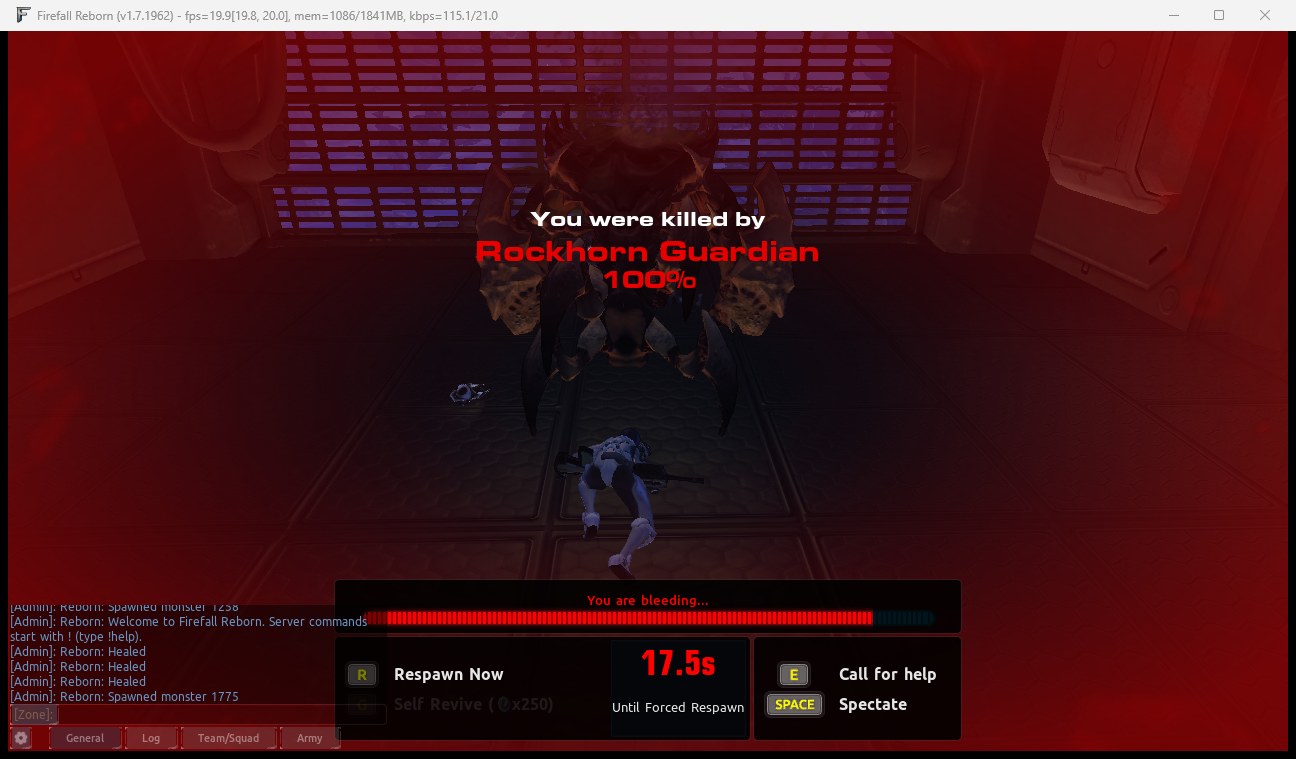 Firefall Reborn (v1.7.1962) - fps=19.9[19.8, 20.0], mem=1086/1841MB, kbps=115.1/21.0
You were killed by
Rockhorn Guardian
100%
You are bleeding...
[Admin]: Reborn: Spawned monster 1258
[Admin]: Reborn: Welcome to Firefall Reborn. Server commands
start with ! (type !help).
[Admin]: Reborn: Healed
[Admin]: Reborn: Healed
[Admin]: Reborn: Healed
[Admin]: Reborn: Spawned monster 1775
[Zone]:
General Log Team/Squad Army
R Respawn Now
G Self Revive ( x250)
17.5s
Until Forced Respawn
E Call for help
SPACE Spectate